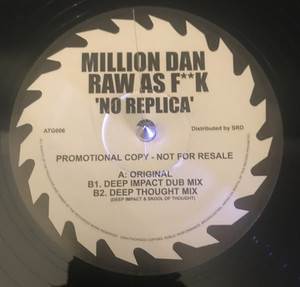 MILLION DAN
RAW AS F**K
'NO REPLICA'
ATG006
Distributed by SRD
PROMOTIONAL COPY - NOT FOR RESALE
A: ORIGINAL
B1. DEEP IMPACT DUB MIX
B2. DEEP THOUGHT MIX
(DEEP IMPACT & SKOOL OF THOUGHT)